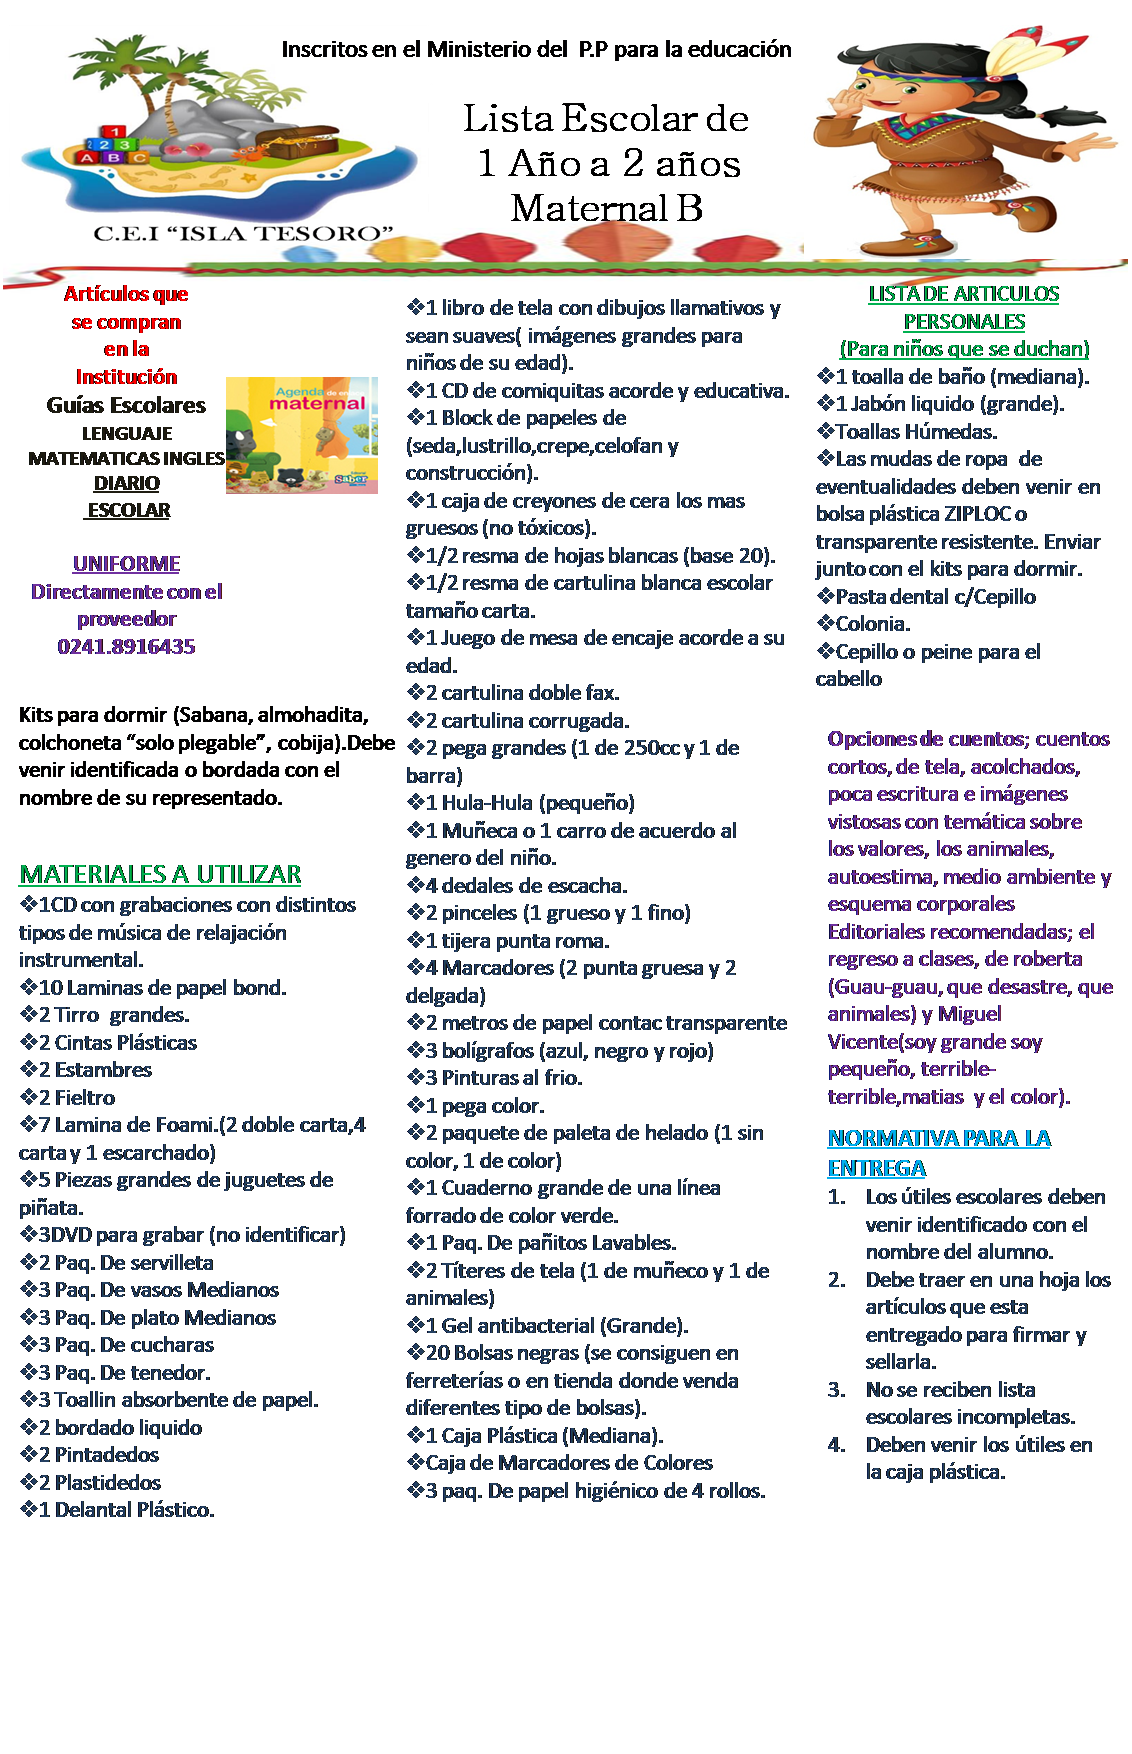 Inscritos en el Ministerio del  P.P para la educación
Lista Escolar de
1 Año a 2 años
Maternal B
1
2 3
A B C
C.E.I “ISLA TESORO”
Artículos que
se compran
en la
Institución
Guías Escolares
LENGUAJE
MATEMATICAS INGLES
DIARIO
ESCOLAR
Agenda
maternal
Saber
UNIFORME
Directamente con el
proveedor
0241.8916435
Kits para dormir (Sabana, almohadita,
colchoneta “solo plegable”, cobija).Debe
venir identificada o bordada con el
nombre de su representado.
MATERIALES A UTILIZAR
❖1CD con grabaciones con distintos
tipos de música de relajación
instrumental.
❖10 Laminas de papel bond.
❖2 Tirro  grandes.
❖2 Cintas Plásticas
❖2 Estambres
❖2 Fieltro
❖7 Lamina de Foami.(2 doble carta,4
carta y 1 escarchado)
❖5 Piezas grandes de juguetes de
piñata.
❖3DVD para grabar (no identificar)
❖2 Paq. De servilleta
❖3 Paq. De vasos Medianos
❖3 Paq. De plato Medianos
❖3 Paq. De cucharas
❖3 Paq. De tenedor.
❖3 Toallin absorbente de papel.
❖2 bordado liquido
❖2 Pintadedos
❖2 Plastidedos
❖1 Delantal Plástico.
❖1 libro de tela con dibujos llamativos y
sean suaves( imágenes grandes para
niños de su edad).
❖1 CD de comiquitas acorde y educativa.
❖1 Block de papeles de
(seda,lustrillo,crepe,celofan y
construcción).
❖1 caja de creyones de cera los mas
gruesos (no tóxicos).
❖1/2 resma de hojas blancas (base 20).
❖1/2 resma de cartulina blanca escolar
tamaño carta.
❖1 Juego de mesa de encaje acorde a su
edad.
❖2 cartulina doble fax.
❖2 cartulina corrugada.
❖2 pega grandes (1 de 250cc y 1 de
barra)
❖1 Hula-Hula (pequeño)
❖1 Muñeca o 1 carro de acuerdo al
genero del niño.
❖4 dedales de escacha.
❖2 pinceles (1 grueso y 1 fino)
❖1 tijera punta roma.
❖4 Marcadores (2 punta gruesa y 2
delgada)
❖2 metros de papel contac transparente
❖3 bolígrafos (azul, negro y rojo)
❖3 Pinturas al frio.
❖1 pega color.
❖2 paquete de paleta de helado (1 sin
color, 1 de color)
❖1 Cuaderno grande de una línea
forrado de color verde.
❖1 Paq. De pañitos Lavables.
❖2 Títeres de tela (1 de muñeco y 1 de
animales)
❖1 Gel antibacterial (Grande).
❖20 Bolsas negras (se consiguen en
ferreterías o en tienda donde venda
diferentes tipo de bolsas).
❖1 Caja Plástica (Mediana).
❖Caja de Marcadores de Colores
❖3 paq. De papel higiénico de 4 rollos.
LISTA DE ARTICULOS
PERSONALES
(Para niños que se duchan)
❖1 toalla de baño (mediana).
❖1 Jabón liquido (grande).
❖Toallas Húmedas.
❖Las mudas de ropa  de
eventualidades deben venir en
bolsa plástica ZIPLOC o
transparente resistente. Enviar
junto con el kits para dormir.
❖Pasta dental c/Cepillo
❖Colonia.
❖Cepillo o peine para el
cabello
Opciones de cuentos; cuentos
cortos, de tela, acolchados,
poca escritura e imágenes
vistosas con temática sobre
los valores, los animales,
autoestima, medio ambiente y
esquema corporales
Editoriales recomendadas; el
regreso a clases, de roberta
(Guau-guau, que desastre, que
animales) y Miguel
Vicente(soy grande soy
pequeño, terrible-
terrible,matias  y el color).
NORMATIVA PARA LA
ENTREGA
1. Los útiles escolares deben
venir identificado con el
nombre del alumno.
2. Debe traer en una hoja los
artículos que esta
entregado para firmar y
sellarla.
3. No se reciben lista
escolares incompletas.
4. Deben venir los útiles en
la caja plástica.